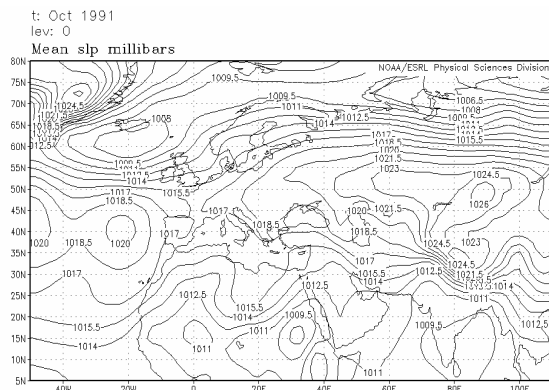 t: Oct 1991
lev: 0
Mean slp millibars
80N NOAA/ESRL Physical Sciences Division
1009.5
75N
1006.5
1024.5
70N 1008
1021.5 1008 1011
1018.5 1014 1012.5
65N
1017 1015.5
1018.5
60N 1020
1021.5
1009.5
55N 1023 1024.5
1012.5
1014
50N 1017 1015.5
1026
45N 1017 1020 1021.5
1018.5 1018.5
40N 1020 1018.5 1020 1017 1024.5 1023
35N 1017 1024.5
30N 1017 1012.5 1015.5 1012.5 1021.5
1012.5 1014
25N 1012.5 1014 1011
1015.5
20N 1015.5 1014 1009.5 1009.5 1012.5
1014
15N
1011 1011
10N
1011
5N
40W 20W 0 20E 40E 60E 80E 100E